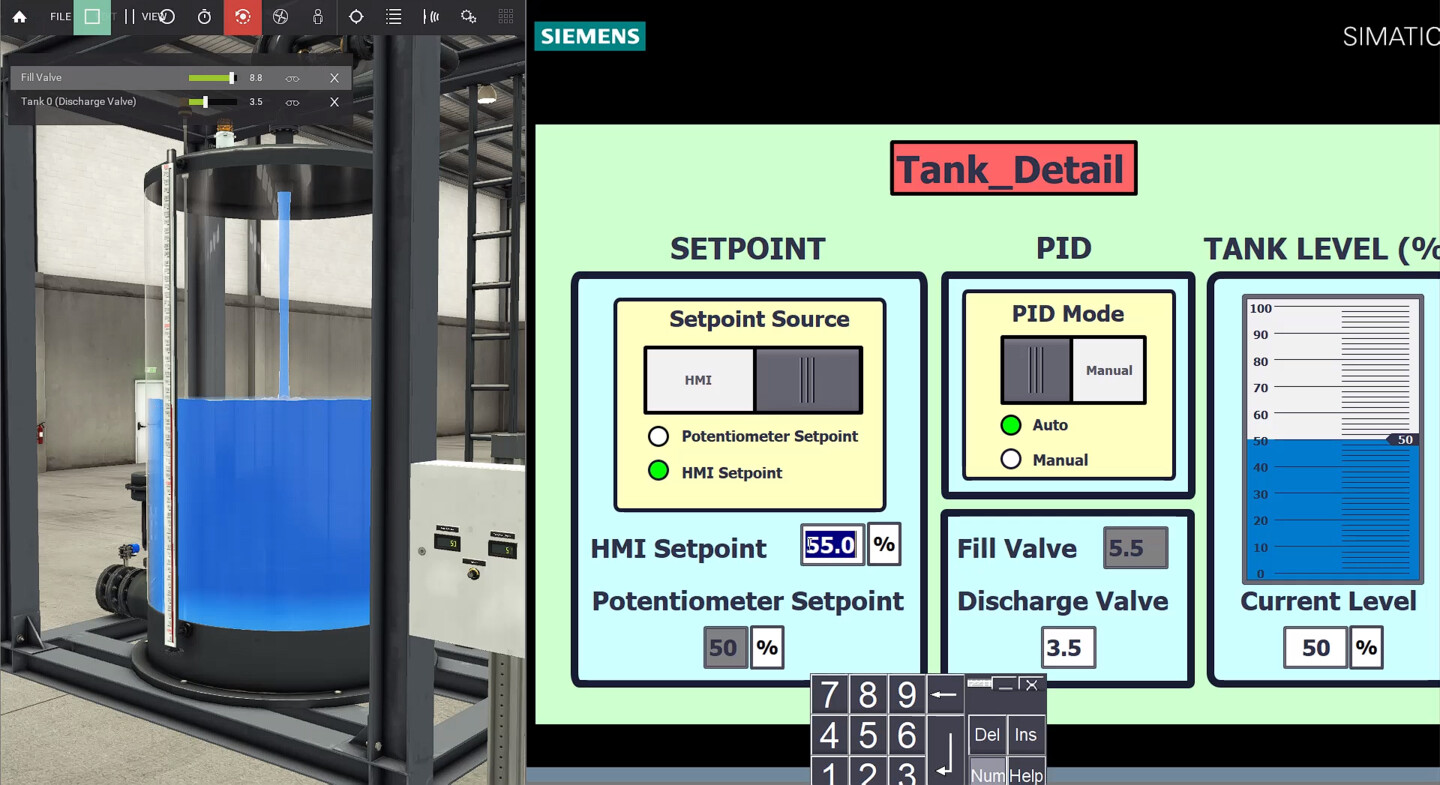 FILE
VIEW
Fill Valve 8.8 X
Tank 0 (Discharge Valve) 3.5 X
SIEMENS
SIMATIC
Tank_Detail
SETPOINT
PID
TANK LEVEL (%
Setpoint Source
HMI
Potentiometer Setpoint
HMI Setpoint
HMI Setpoint 55.0 %
Potentiometer Setpoint
50 %
PID Mode
Manual
Auto
Manual
Fill Valve 5.5
Discharge Valve
3.5
100
90
80
70
60
50 50
40
30
20
10
0
Current Level
50 %
7 8 9
4 5 6 Del Ins
1 2 3 Num Help